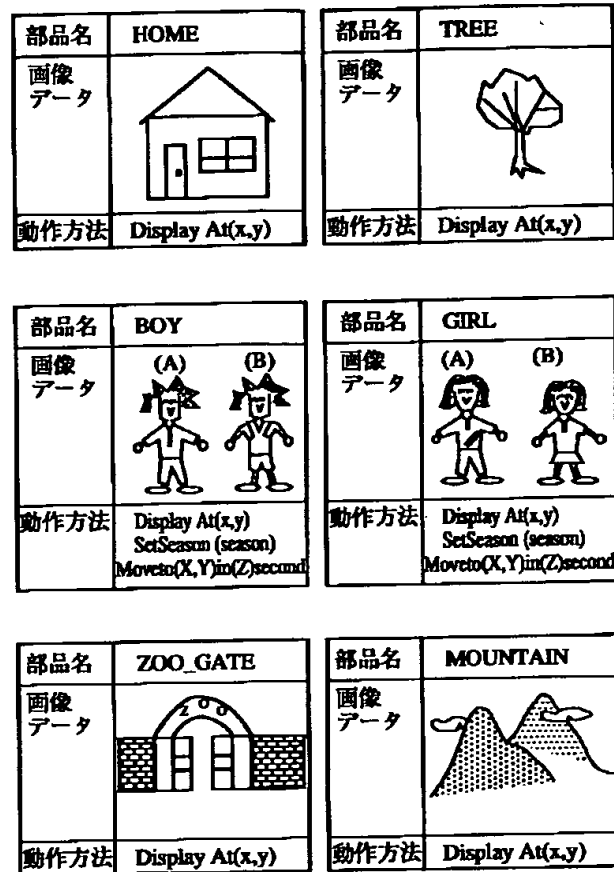 部品名 HOME
画像
データ
動作方法 Display At(x,y)
部品名 TREE
画像
データ
動作方法 Display At(x,y)
部品名 BOY
画像
データ
(A) (B)
動作方法 Display At(x,y)
SetSeason (season)
Moveto(X,Y)in(Z)second
部品名 GIRL
画像
データ
(A) (B)
動作方法 Display At(x,y)
SetSeason (season)
Moveto(X,Y)in(Z)second
部品名 ZOO_GATE
画像
データ
ZOO
動作方法 Display At(x,y)
部品名 MOUNTAIN
画像
データ
動作方法 Display At(x,y)